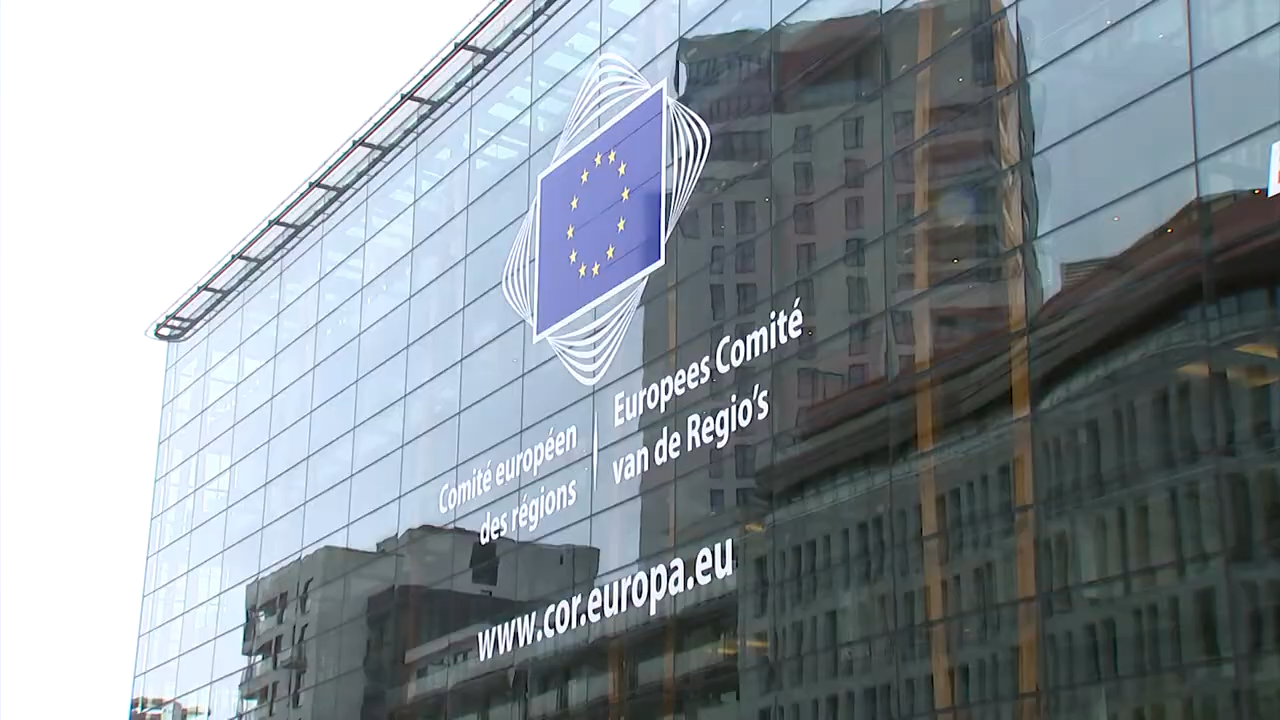 Comité européen
des régions
Europees Comité
van de Regio's
www.cor.europa.eu